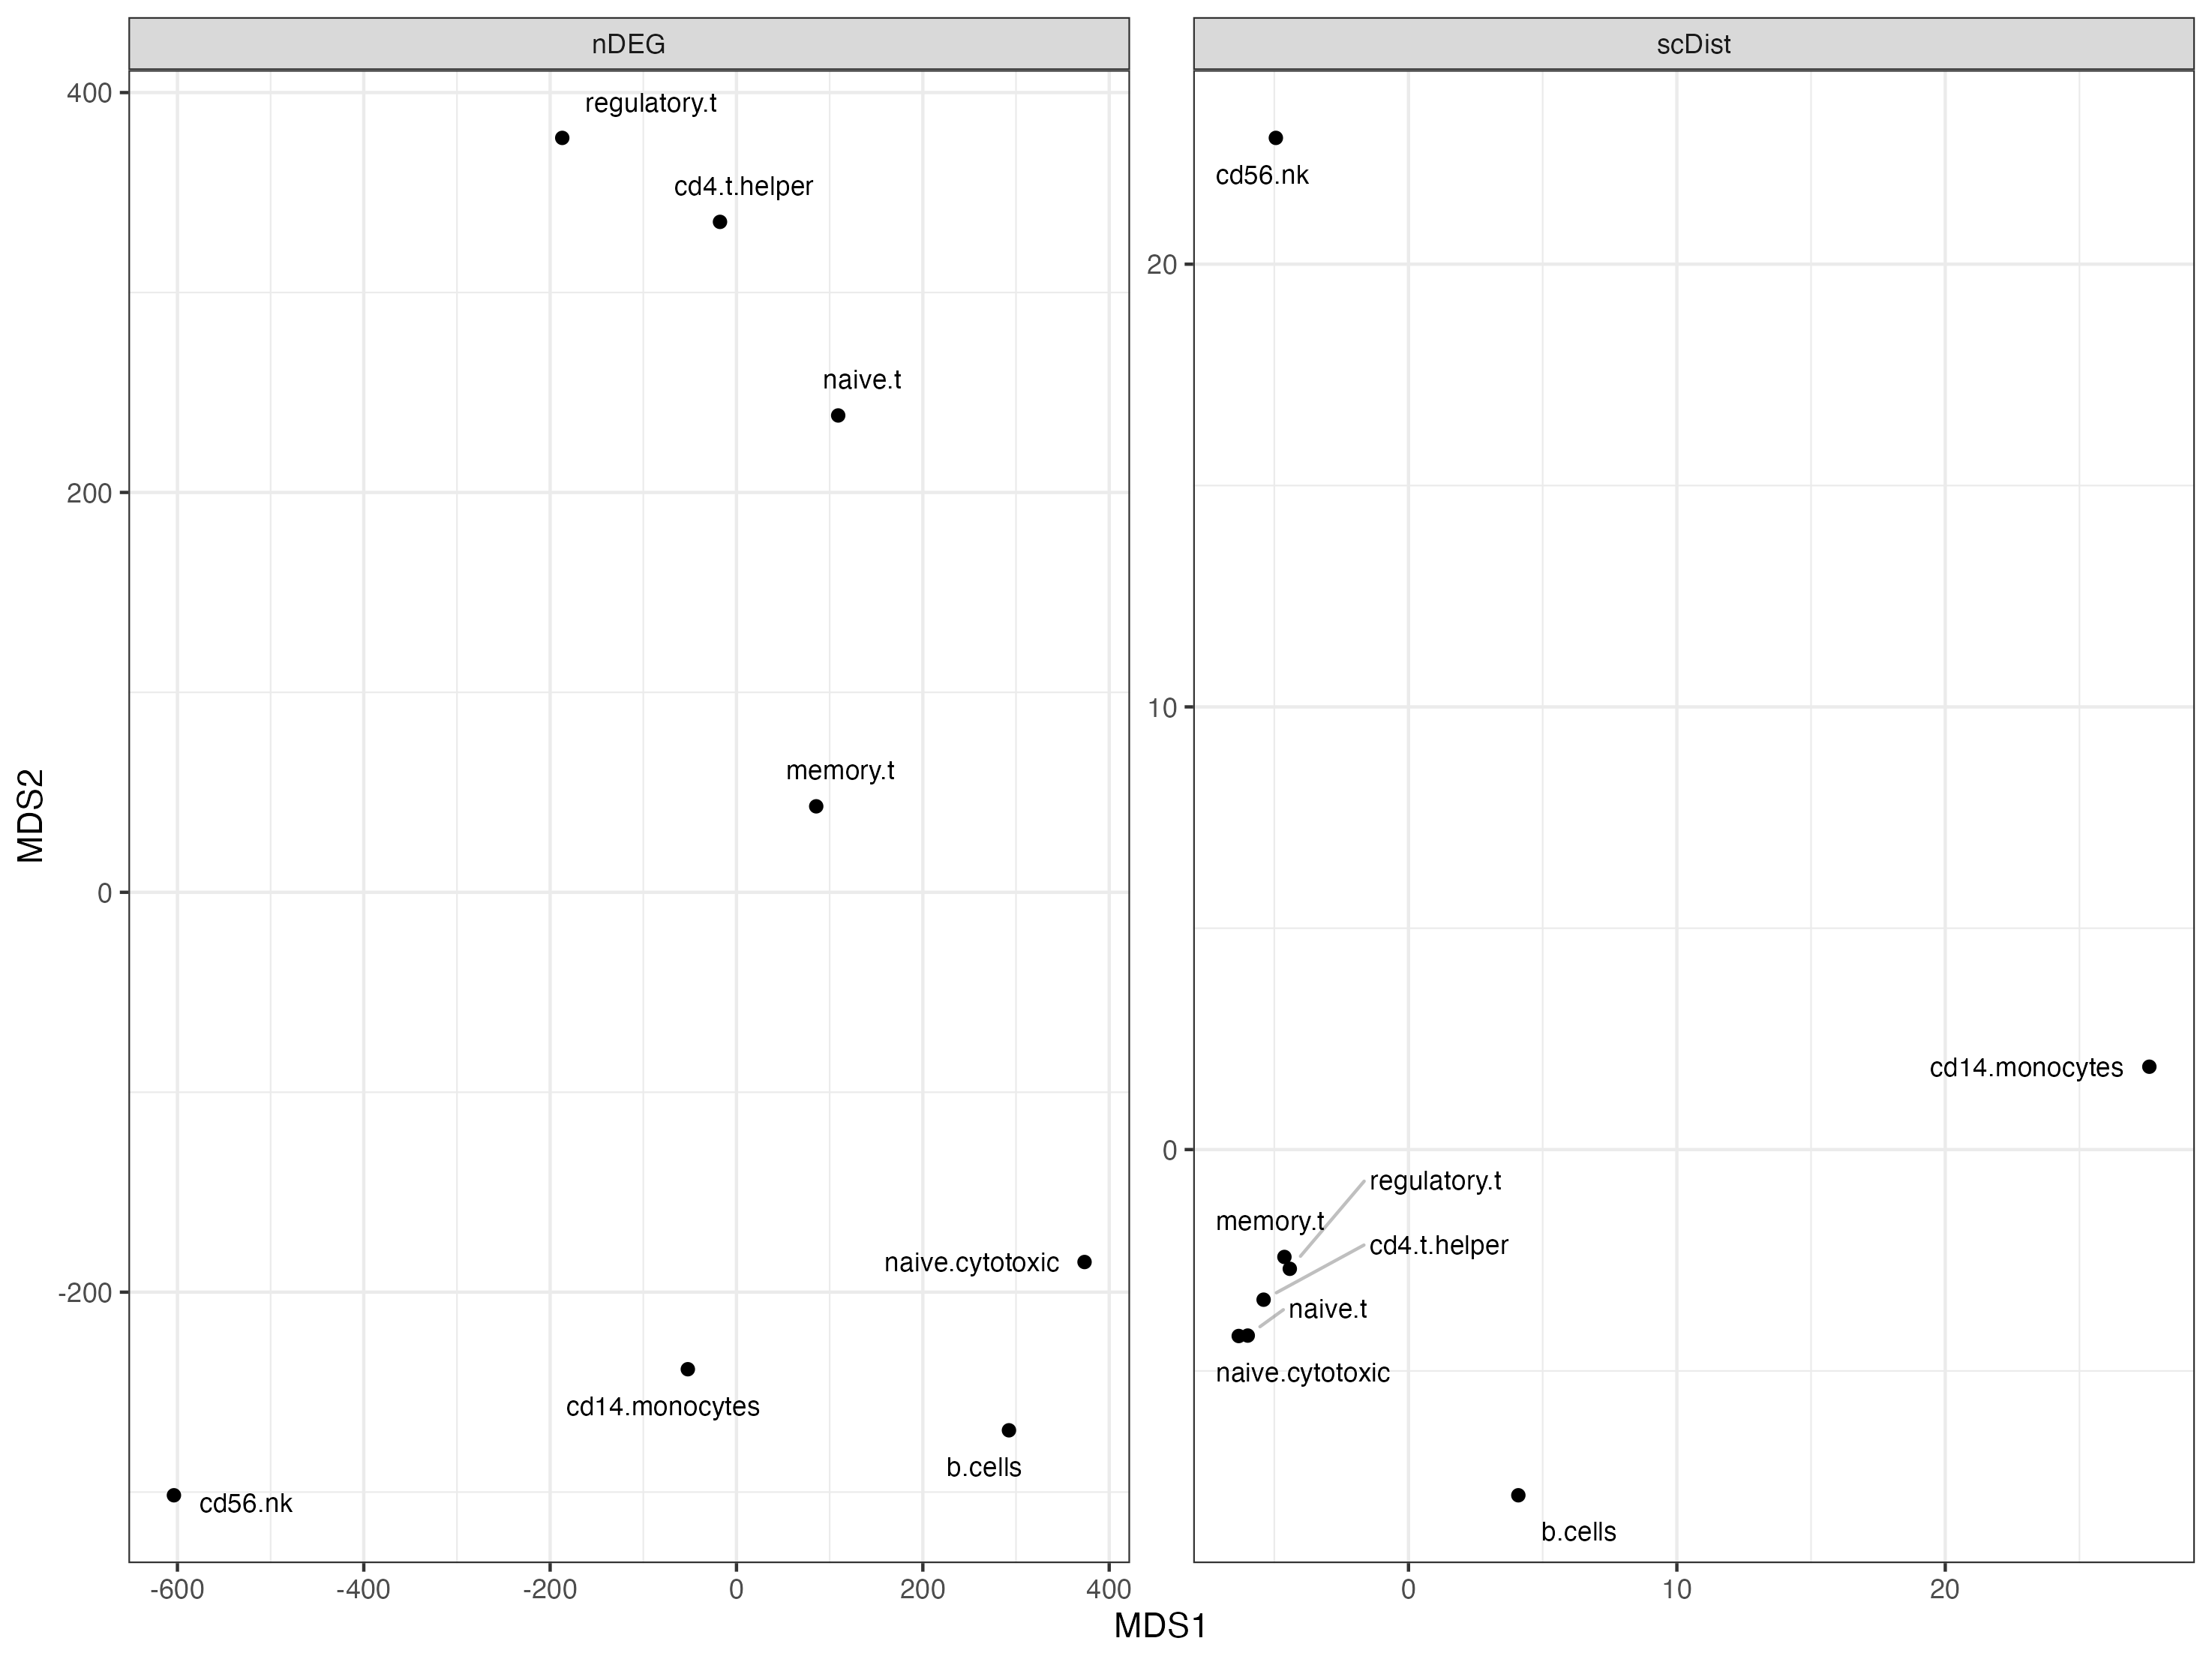 nDEG
scDist
MDS2
400
200
0
-200
regulatory.t
cd4.t.helper
naive.t
memory.t
naive.cytotoxic
cd14.monocytes
b.cells
cd56.nk
-600
-400
-200
0
200
400
20
10
0
cd56.nk
cd14.monocytes
regulatory.t
memory.t
cd4.t.helper
naive.t
naive.cytotoxic
b.cells
0
10
20
MDS1